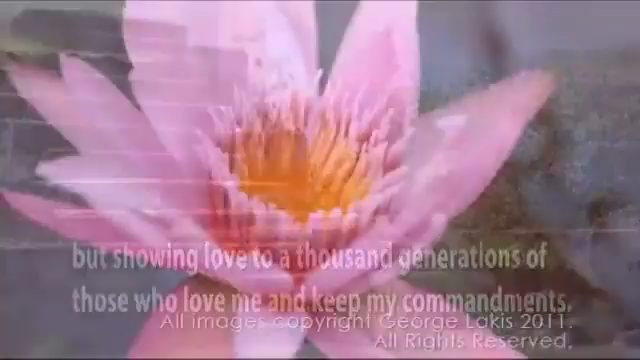 but showing love to a thousand generations of
those who love me and keep my commandments.
All images copyright George Lakis 2011.
All Rights Reserved.